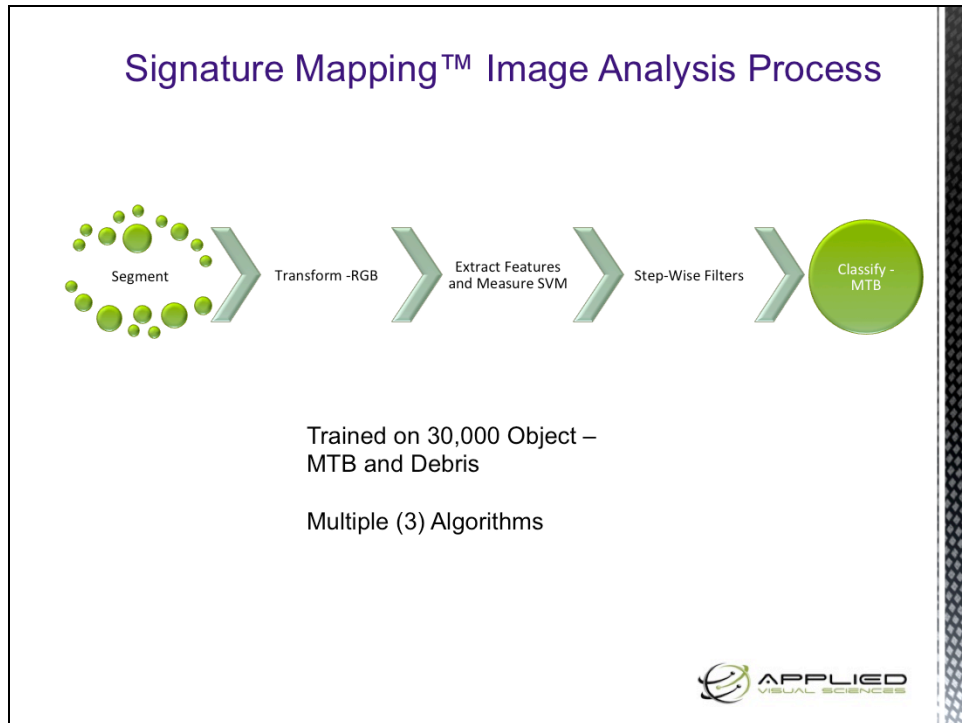 Signature Mapping™ Image Analysis Process
Segment
Transform -RGB
Extract Features
and Measure SVM
Step-Wise Filters
Classify -
MTB
Trained on 30,000 Object –
MTB and Debris
Multiple (3) Algorithms
APPLIED
VISUAL SCIENCES